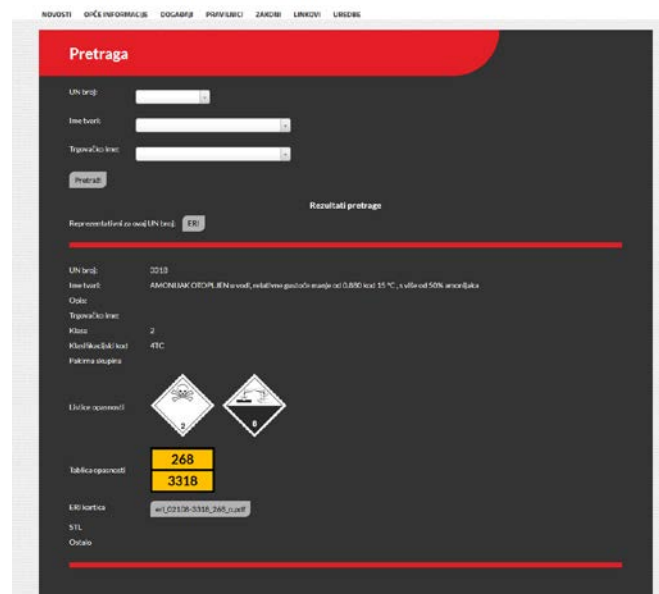 NOVOSTI OPĆE INFORMACIJE DOGAĐAJI PRAVILNICI ZAKONI LINKOVI UREDBE
Pretraga
UN broj:
Ime tvari:
Trgovačko ime:
Pretraži
Rezultati pretrage
Reprezentativni za ovaj UN broj: ERI
UN broj: 3318
Ime tvari: AMONIJAK OTOPLJEN u vodi, relativne gustoće manje od 0.880 kod 15 °C , s više od 50% amonijaka
Opis:
Trgovačko ime:
Klasa 2
Klasifikacijski kod 4TC
Pakirna skupina
Listice opasnosti 2 8
Tablica opasnosti 268
3318
ERI kartica
STL
Ostalo